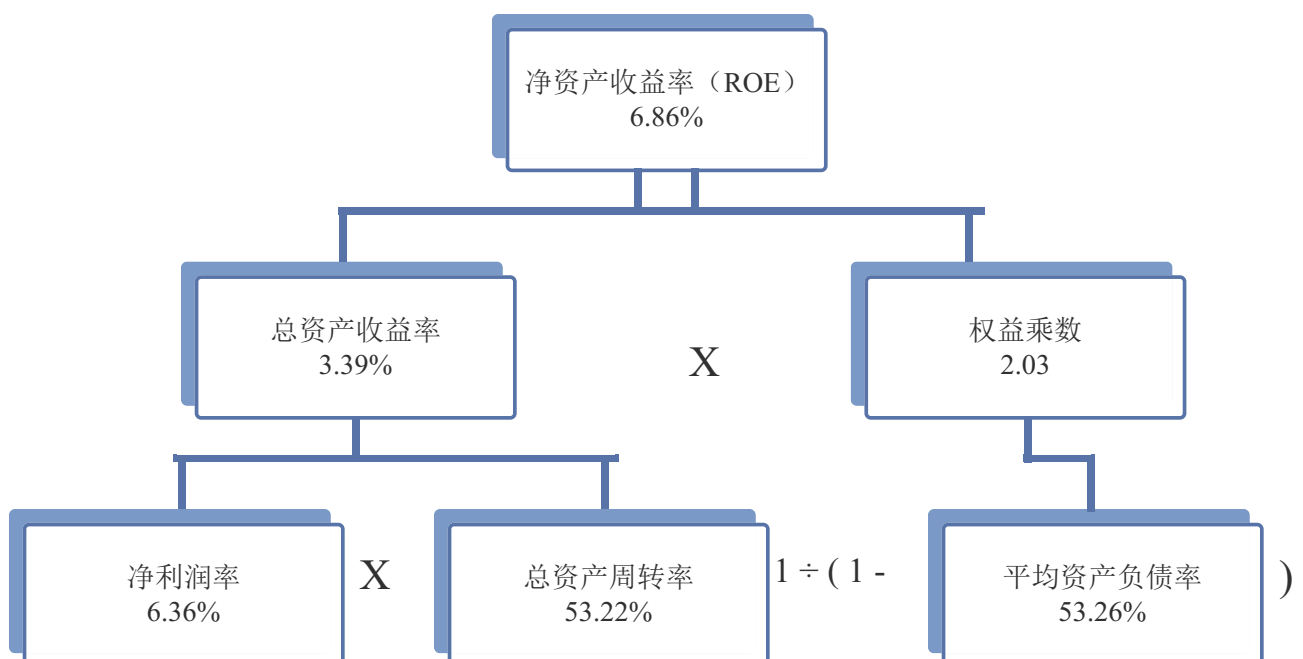 净资产收益率（ROE）
6.86%
总资产收益率
3.39%
X
权益乘数
2.03
净利润率
6.36%
X
总资产周转率
53.22%
1 ÷ ( 1 -
平均资产负债率
53.26%
)